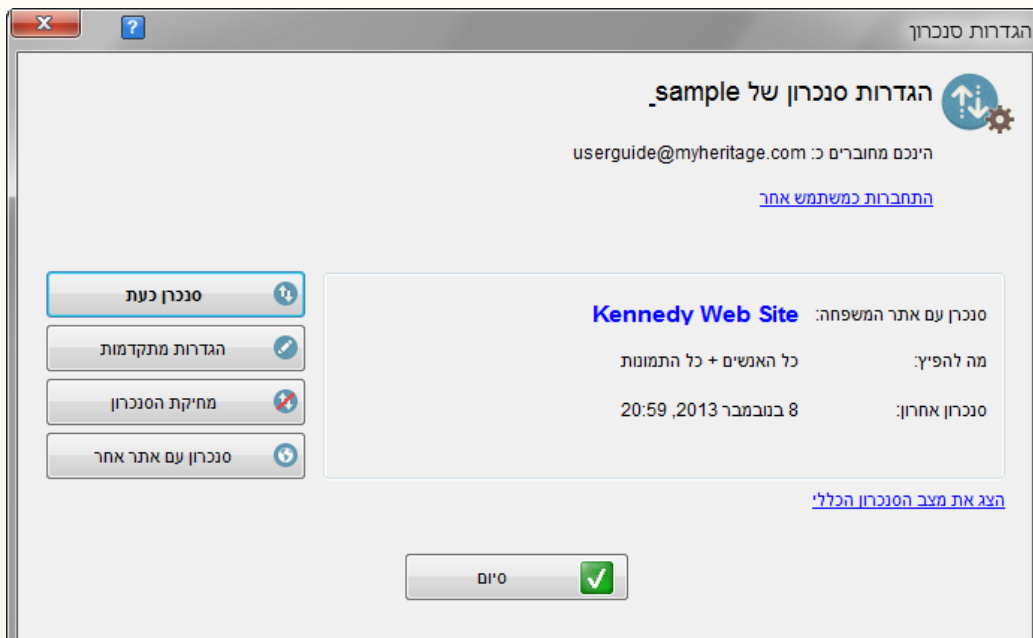 הגדרות סנכרון
הגדרות סנכרון של sample_
הינכם מחוברים כ: userguide@myheritage.com
התחברות כמשתמש אחר
סנכרן עם אתר המשפחה: Kennedy Web Site
מה להפיץ: כל האנשים + כל התמונות
סנכרון אחרון: 8 בנובמבר 2013, 20:59
הצג את מצב הסנכרון הכללי
סנכרן כעת
הגדרות מתקדמות
מחיקת הסנכרון
סנכרון עם אתר אחר
סיום